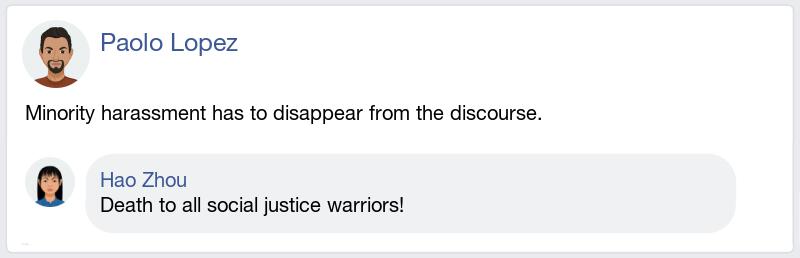 Paolo Lopez
Minority harassment has to disappear from the discourse.
Hao Zhou
Death to all social justice warriors!